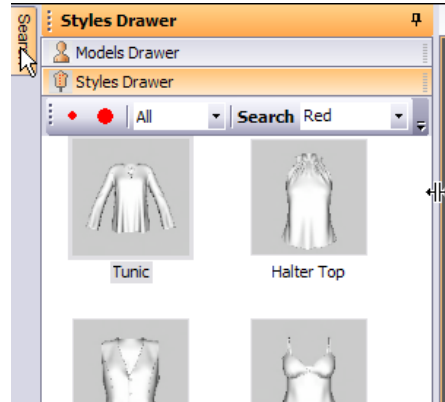 Styles Drawer
Models Drawer
Styles Drawer
All
Search Red
Tunic
Halter Top